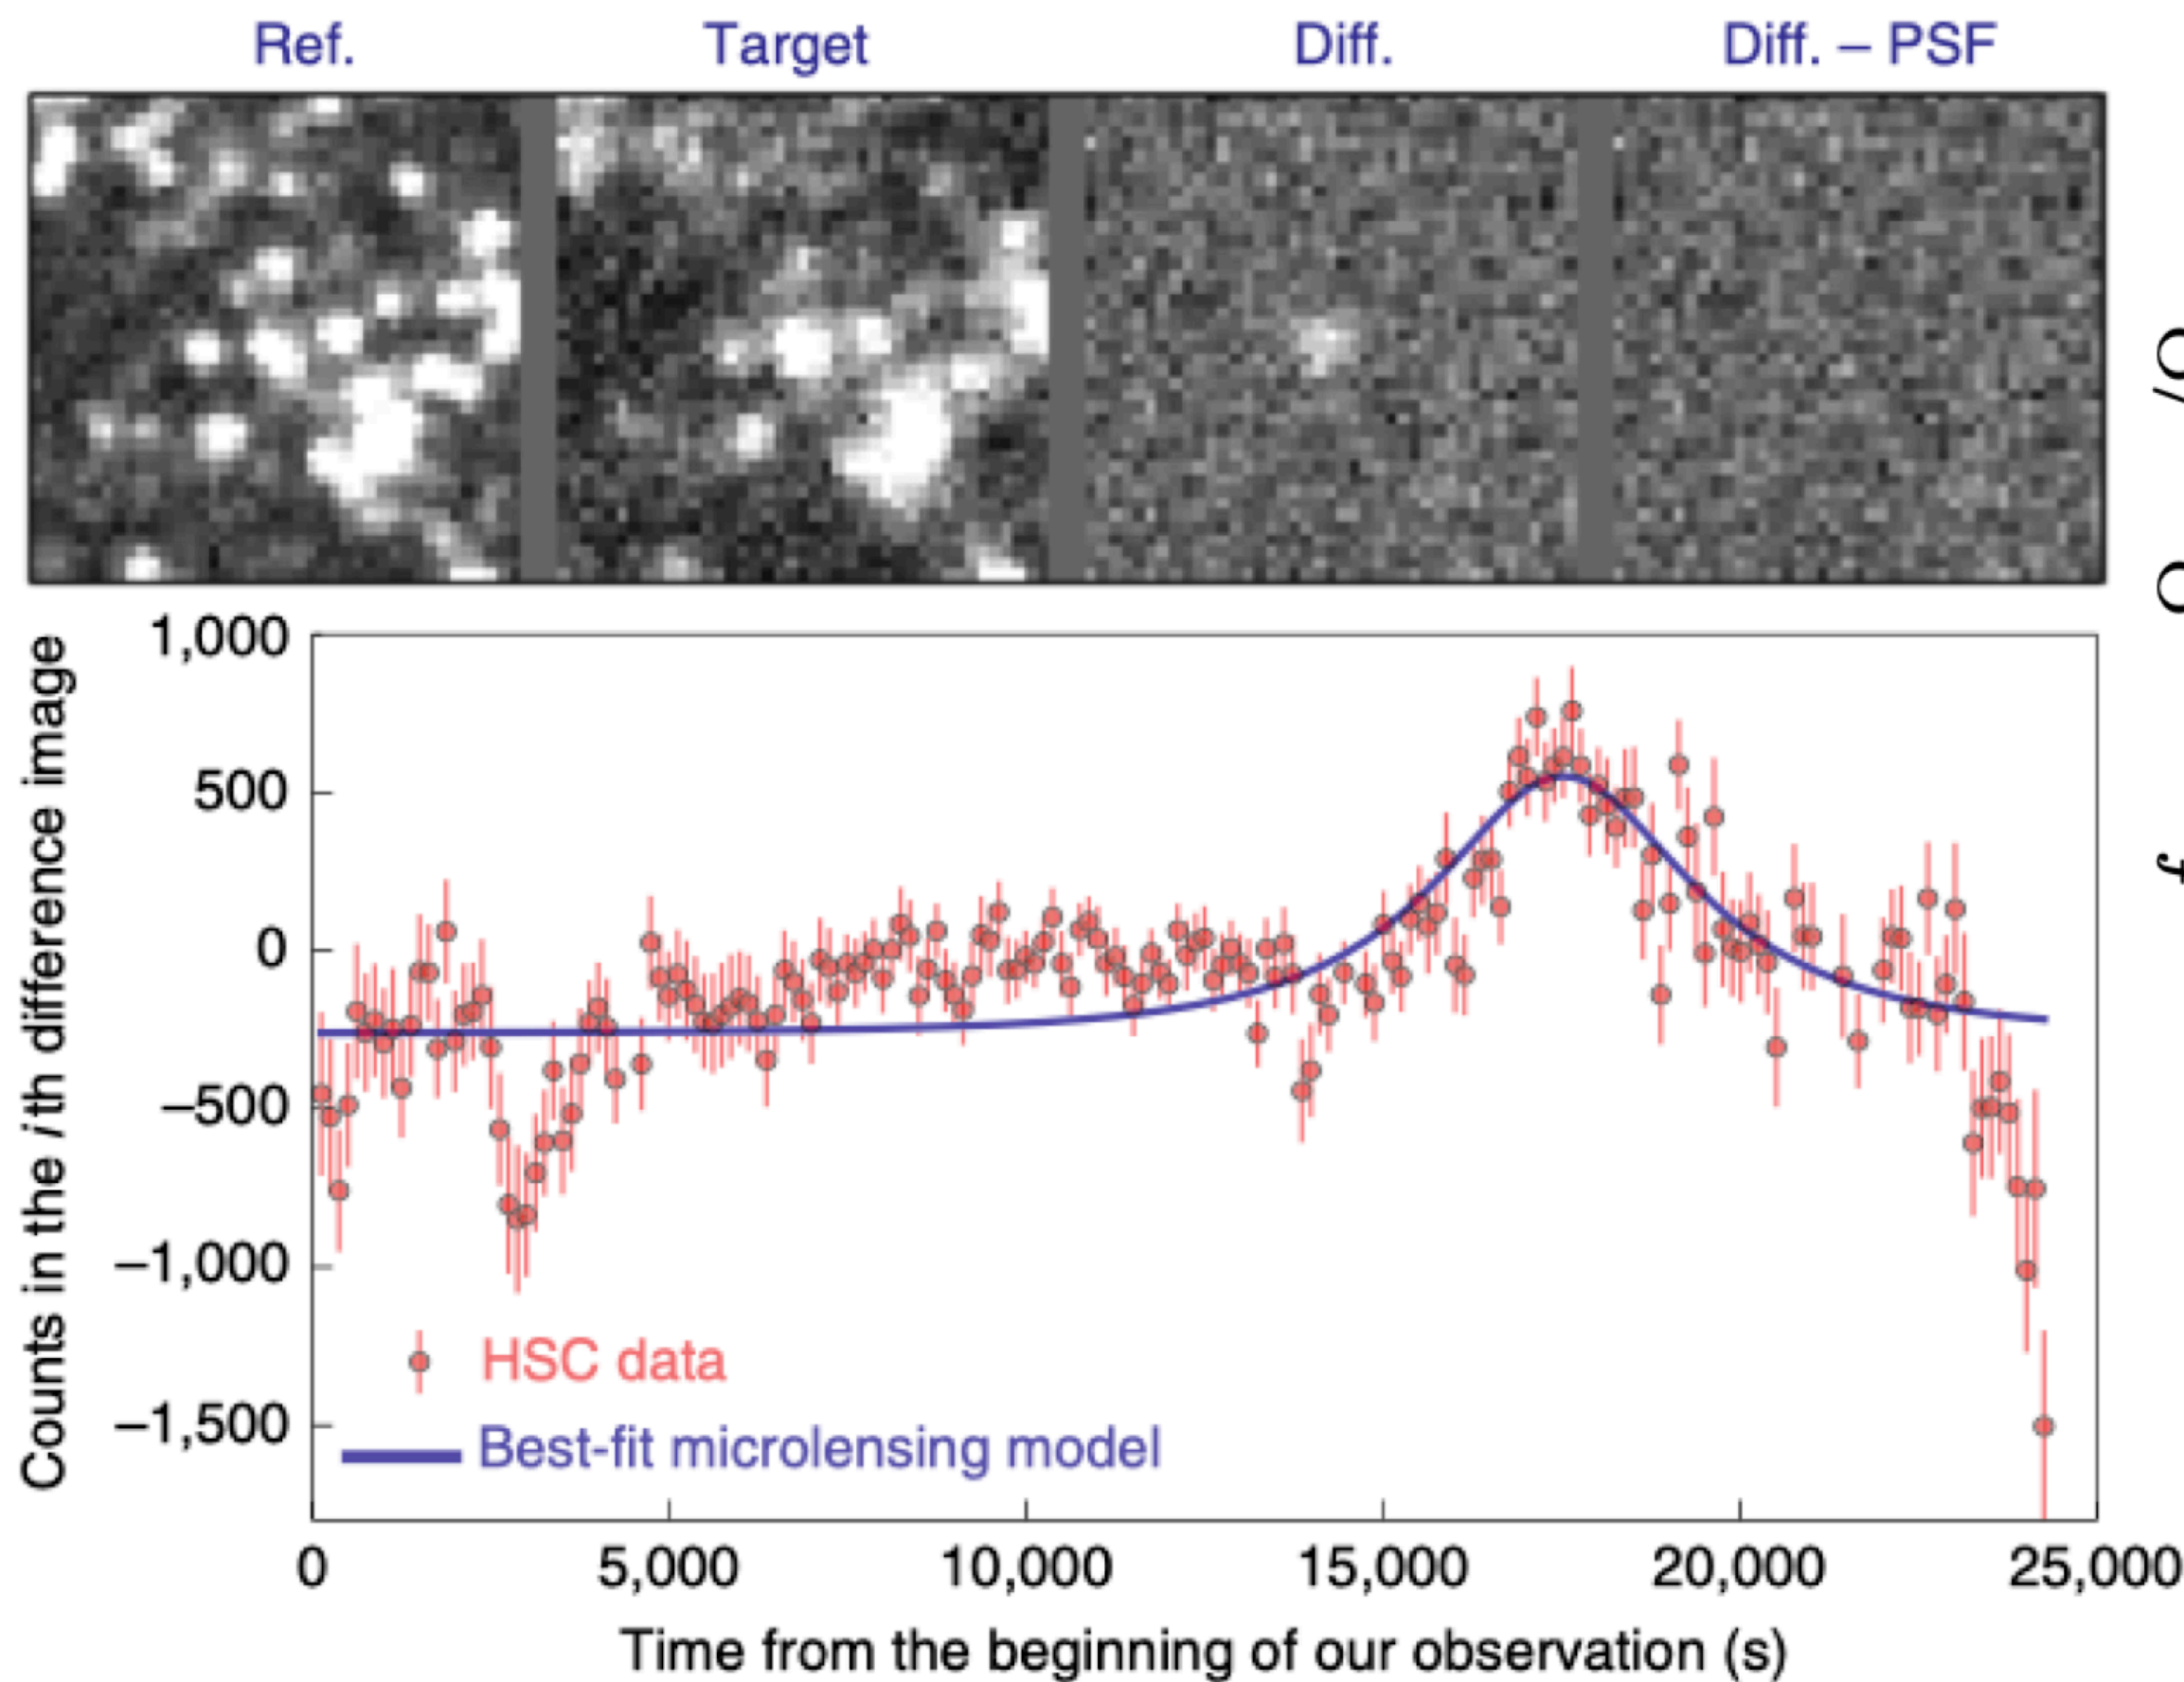 Ref. Target Diff. Diff. – PSF
Counts in the ith difference image
1,000
500
0
–500
–1,000
–1,500
HSC data
Best-fit microlensing model
0 5,000 10,000 15,000 20,000 25,000
Time from the beginning of our observation (s)